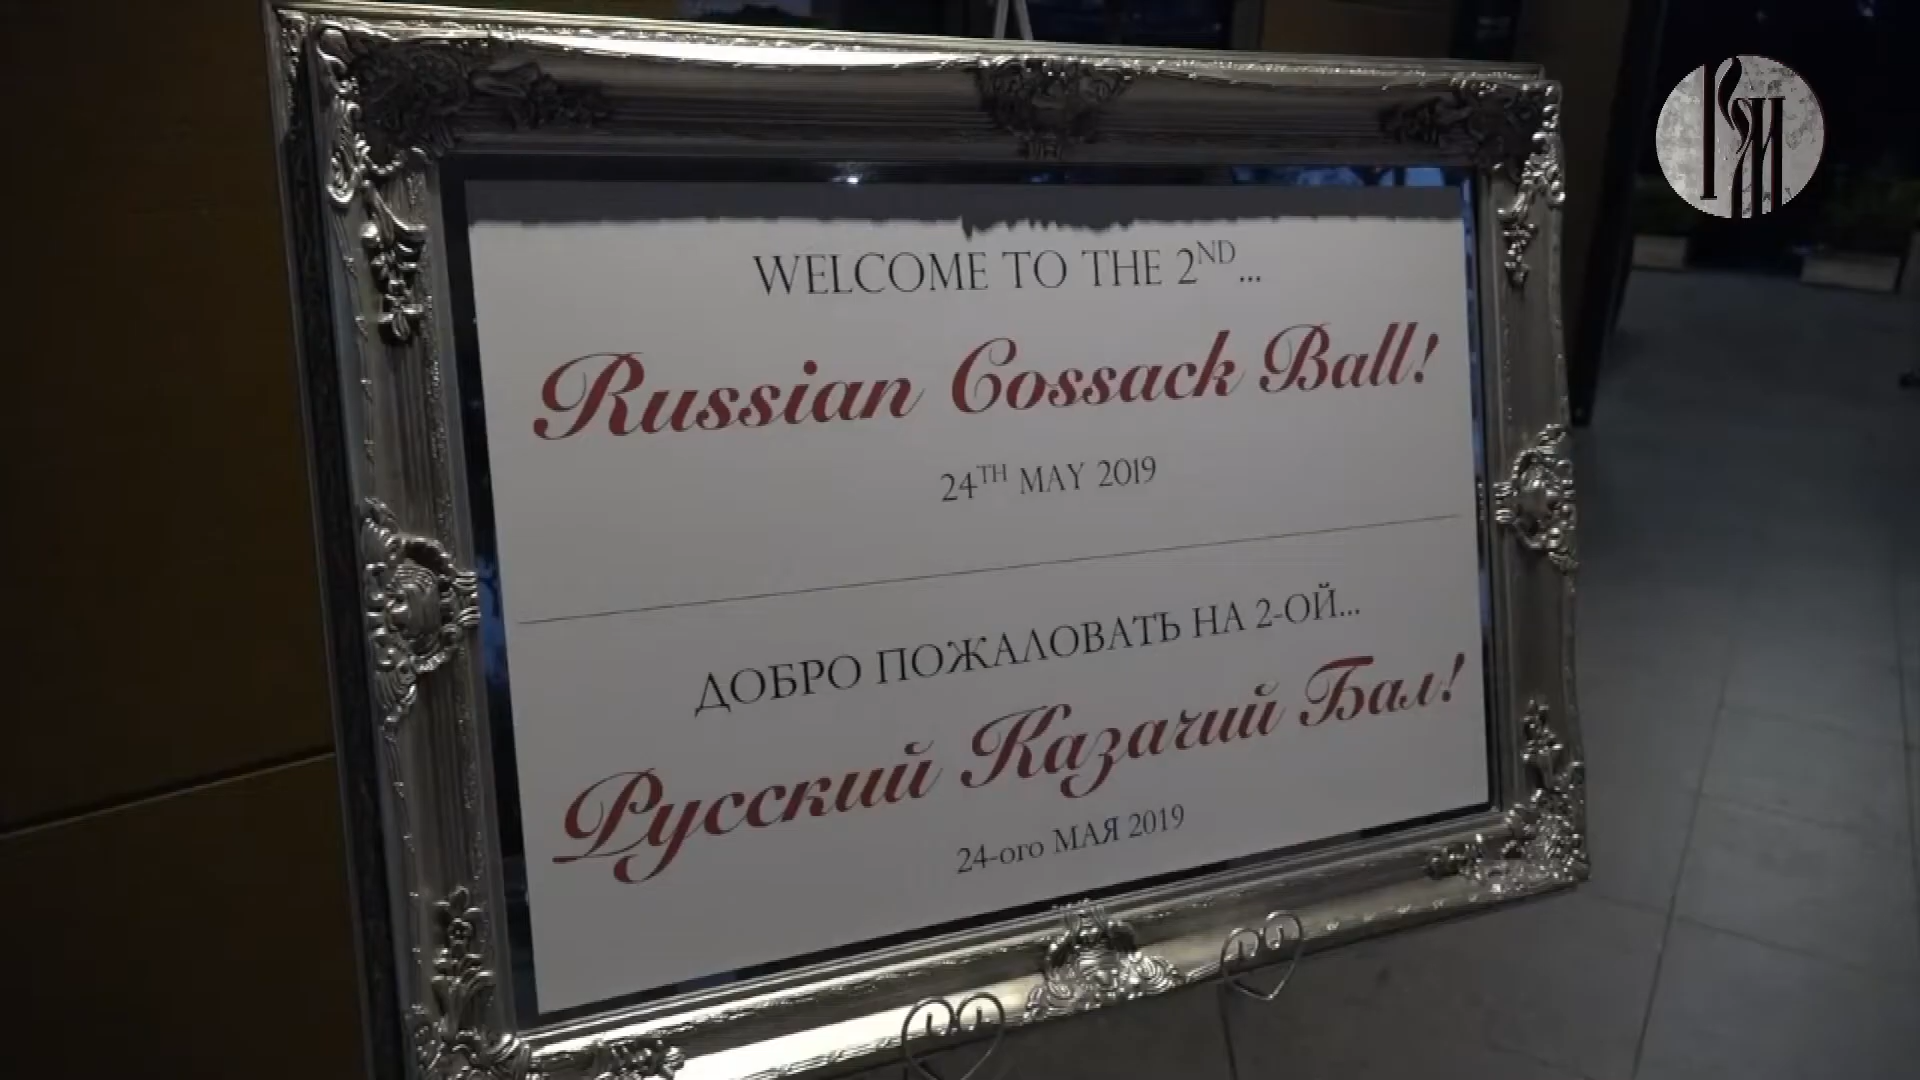 WELCOME TO THE 2ND...
Russian Cossack Ball!
24TH MAY 2019
ДОБРО ПОЖАЛОВАТЬ НА 2-ОЙ...
Русский Казачий Бал!
24-ого МАЯ 2019